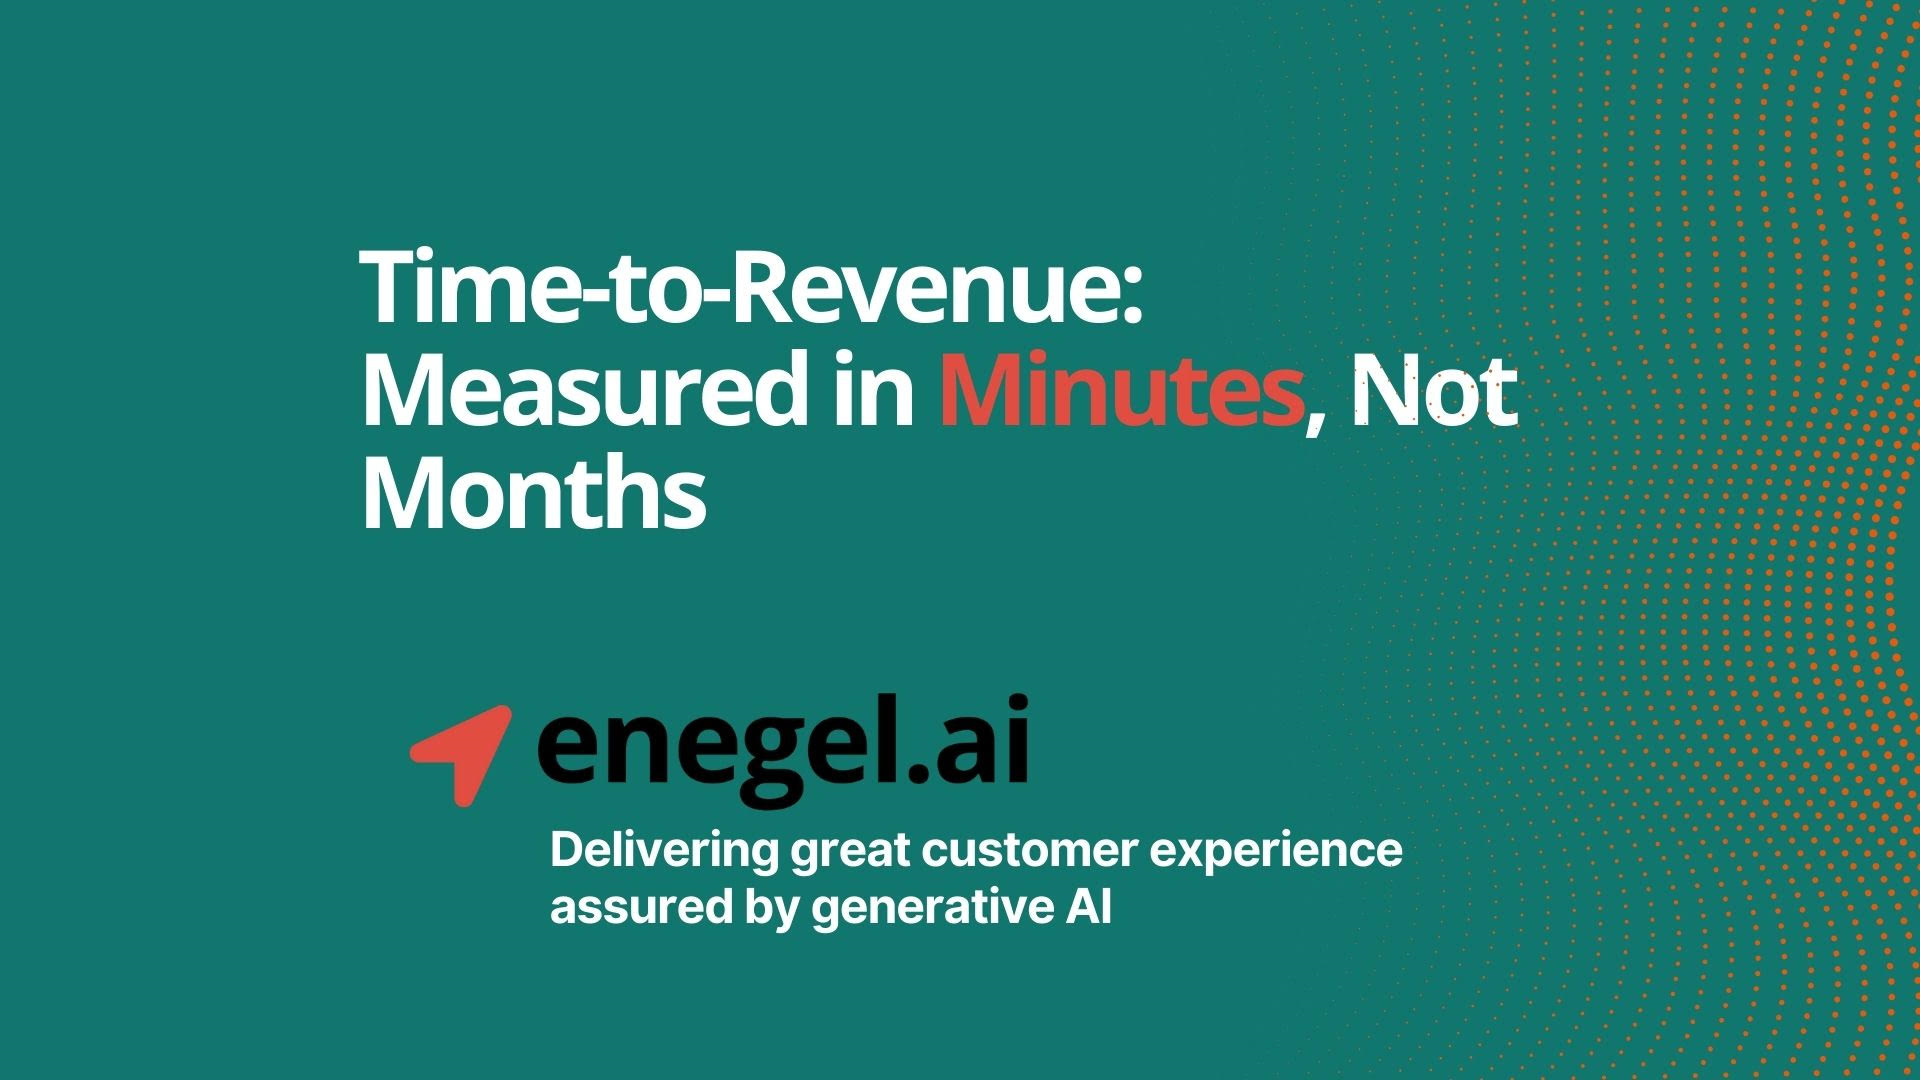 Time-to-Revenue:
Measured in Minutes, Not
Months
enegel.ai
Delivering great customer experience
assured by generative AI